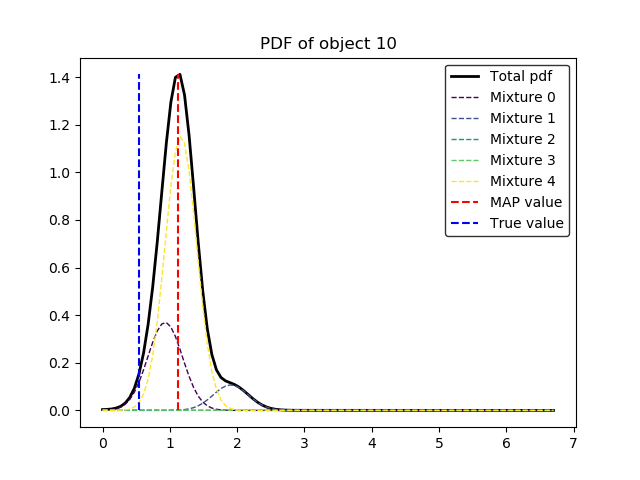 PDF of object 10
1.4
1.2
1.0
0.8
0.6
0.4
0.2
0.0
0 1 2 3 4 5 6 7
Total pdf
Mixture 0
Mixture 1
Mixture 2
Mixture 3
Mixture 4
MAP value
True value